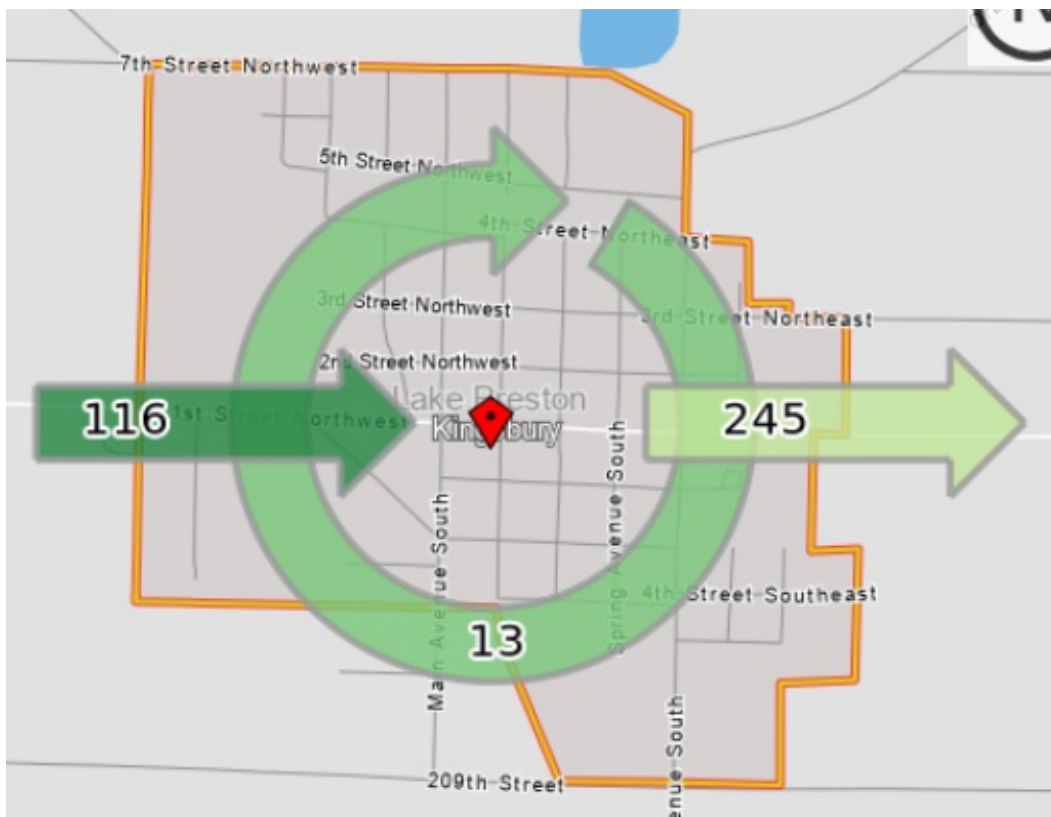 7th Street Northwest
5th Street Northwest
4th Street Northeast
3rd Street Northwest
3rd Street Northeast
2nd Street Northwest
Lake Preston
116
1st Street Northwest
Kingsbury
245
Main Avenue South
Spring Avenue South
4th Street Southeast
13
enue South
209th Street